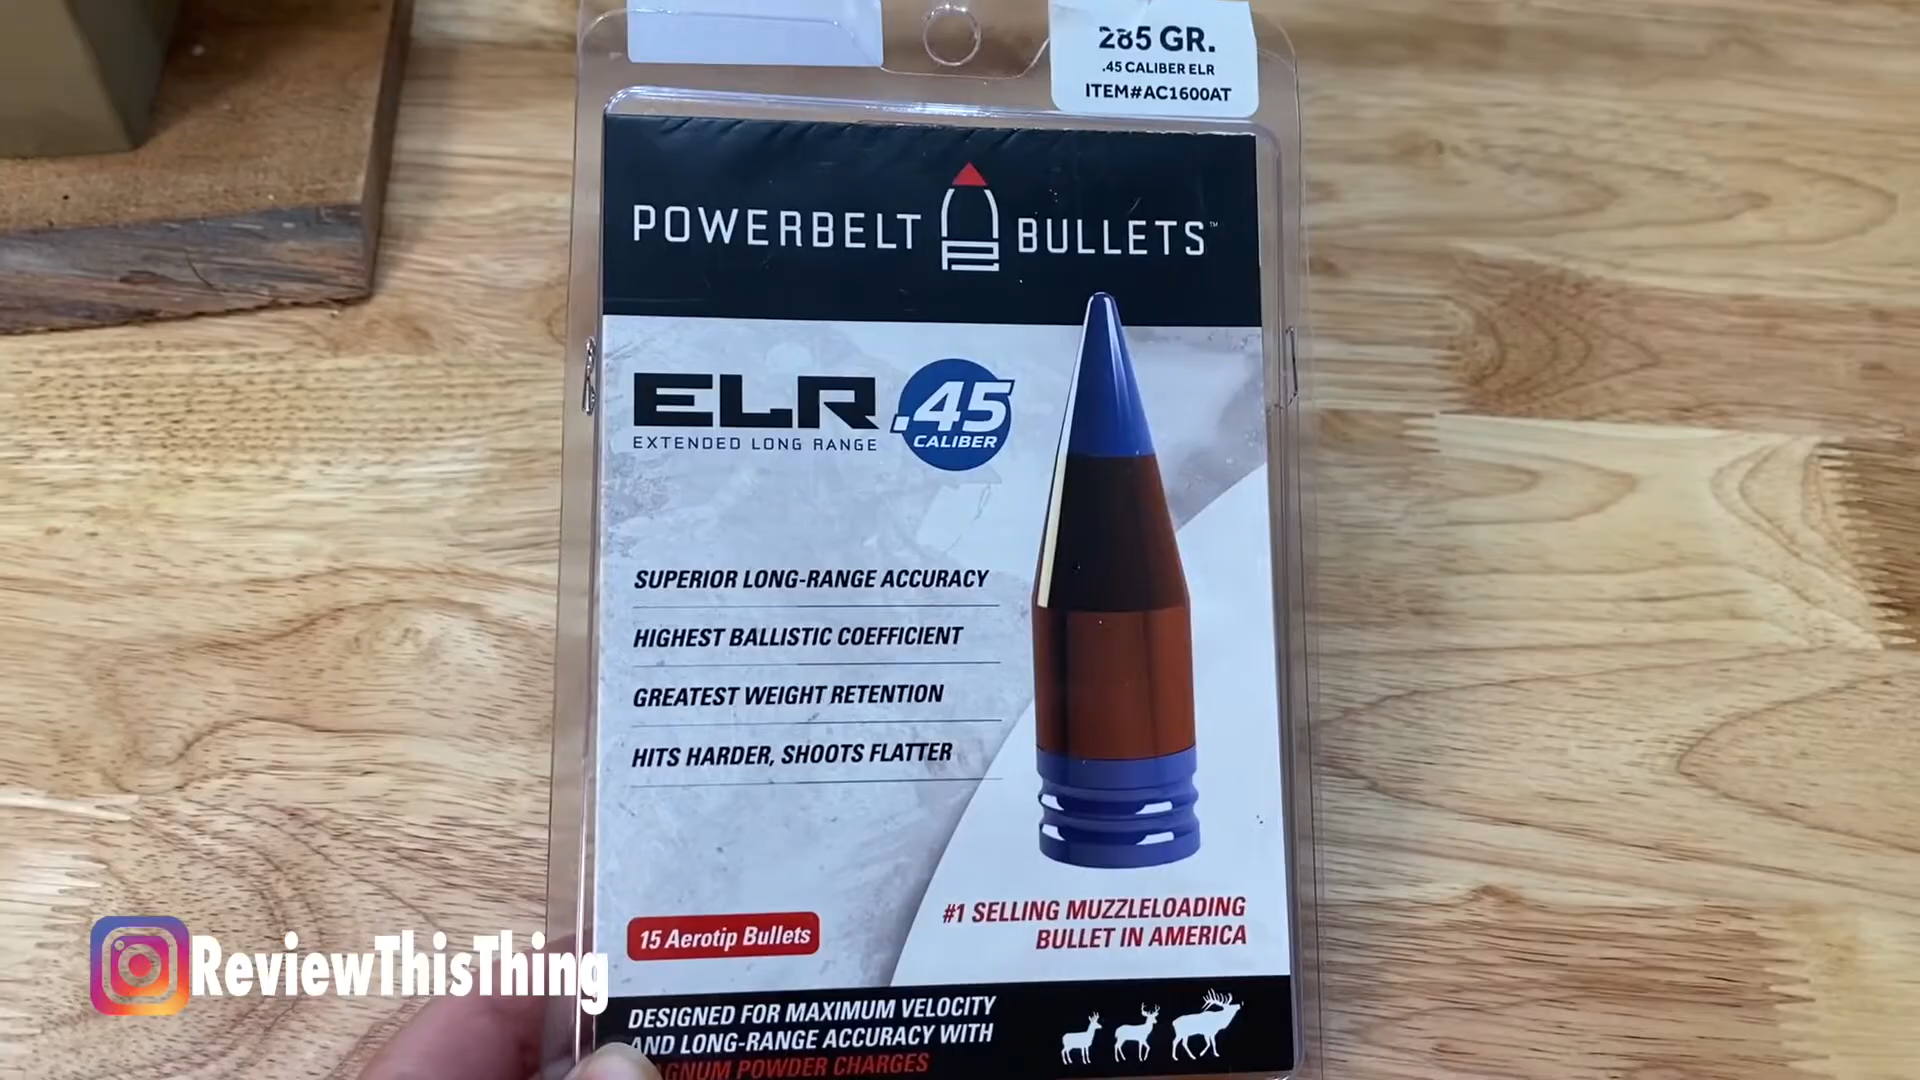 285 GR.
.45 CALIBER ELR
ITEM#AC1600AT
POWERBELT BULLETS™
ELR
EXTENDED LONG RANGE
.45
CALIBER
SUPERIOR LONG-RANGE ACCURACY
HIGHEST BALLISTIC COEFFICIENT
GREATEST WEIGHT RETENTION
HITS HARDER, SHOOTS FLATTER
15 Aerotip Bullets
#1 SELLING MUZZLELOADING
BULLET IN AMERICA
DESIGNED FOR MAXIMUM VELOCITY
AND LONG-RANGE ACCURACY WITH
MAGNUM POWDER CHARGES
ReviewThisThing